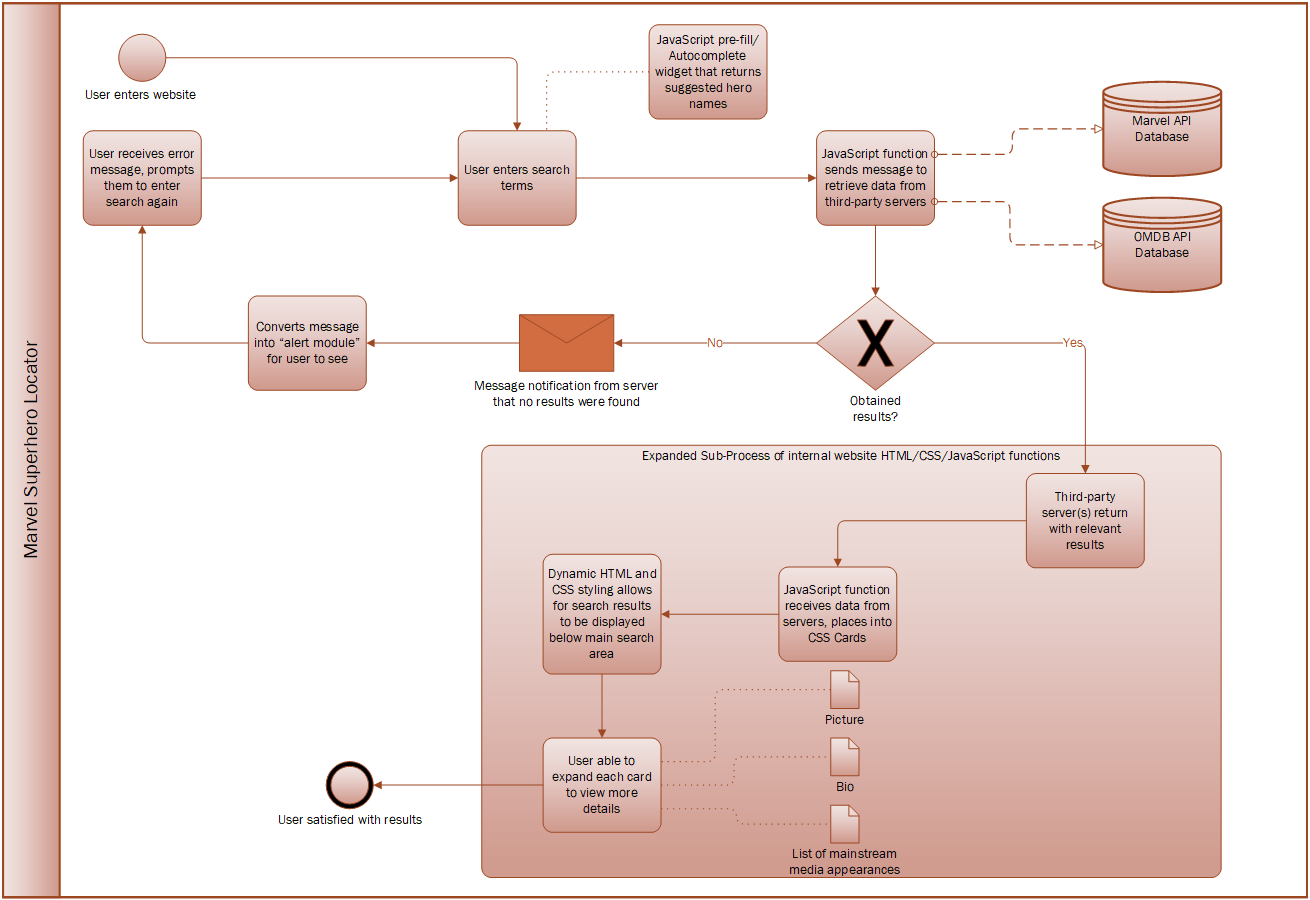 Marvel Superhero Locator
User enters website
JavaScript pre-fill/
Autocomplete
widget that returns
suggested hero
names
Marvel API
Database
User receives error
message, prompts
them to enter
search again
User enters search
terms
JavaScript function
sends message to
retrieve data from
third-party servers
OMDB API
Database
Converts message
into “alert module”
for user to see
Message notification from server
that no results were found
No
X
Obtained
results?
Yes
Expanded Sub-Process of internal website HTML/CSS/JavaScript functions
Third-party
server(s) return
with relevant
results
JavaScript function
receives data from
servers, places into
CSS Cards
Dynamic HTML and
CSS styling allows
for search results
to be displayed
below main search
area
Picture
User able to
expand each card
to view more
details
Bio
List of mainstream
media appearances
User satisfied with results